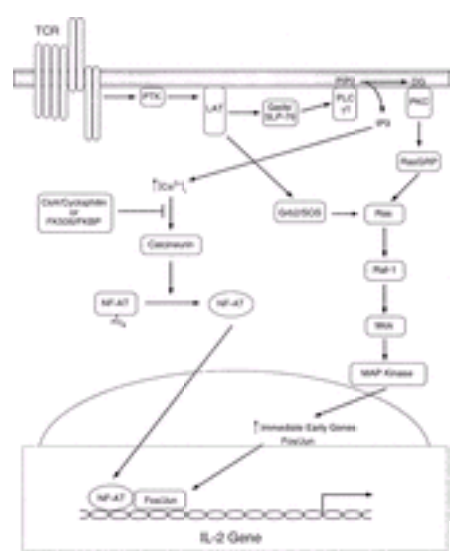 TCR
PTK
LAT
Gads/
SLP-76
PIP2
PLC
γ1
DG
PKC
IP3
RasGRP
↑[Ca²⁺]ᵢ
CsA/Cyclophilin
or
FK506/FKBP
Grb2/SOS
Ras
Calcineurin
Raf-1
NF-AT
NF-AT
MAP Kinase
↑ Immediate Early Genes
Fos/Jun
NF-AT
Fos/Jun
IL-2 Gene